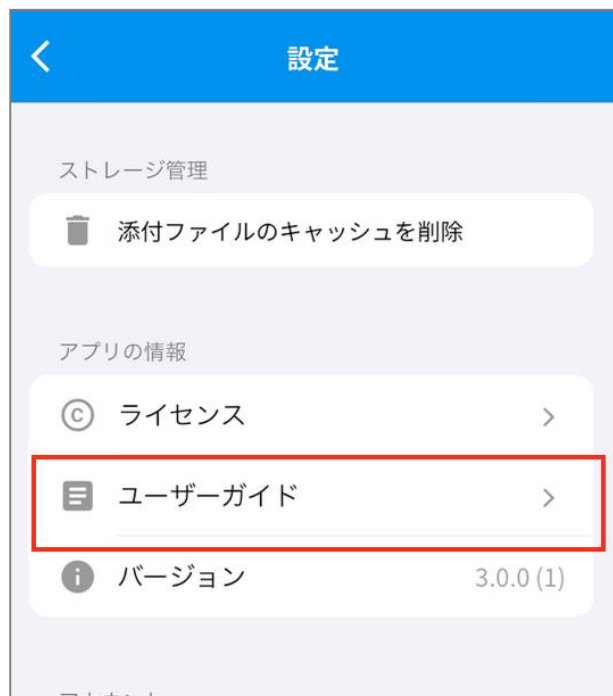 設定
ストレージ管理
添付ファイルのキャッシュを削除
アプリの情報
ライセンス
ユーザーガイド
バージョン 3.0.0 (1)